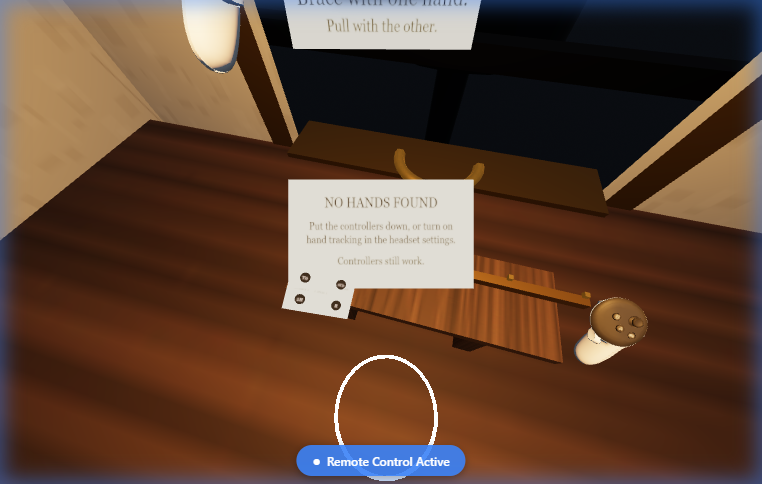 Brace with one hand.
Pull with the other.
NO HANDS FOUND
Put the controllers down, or turn on
hand tracking in the headset settings.
Controllers still work.
Remote Control Active